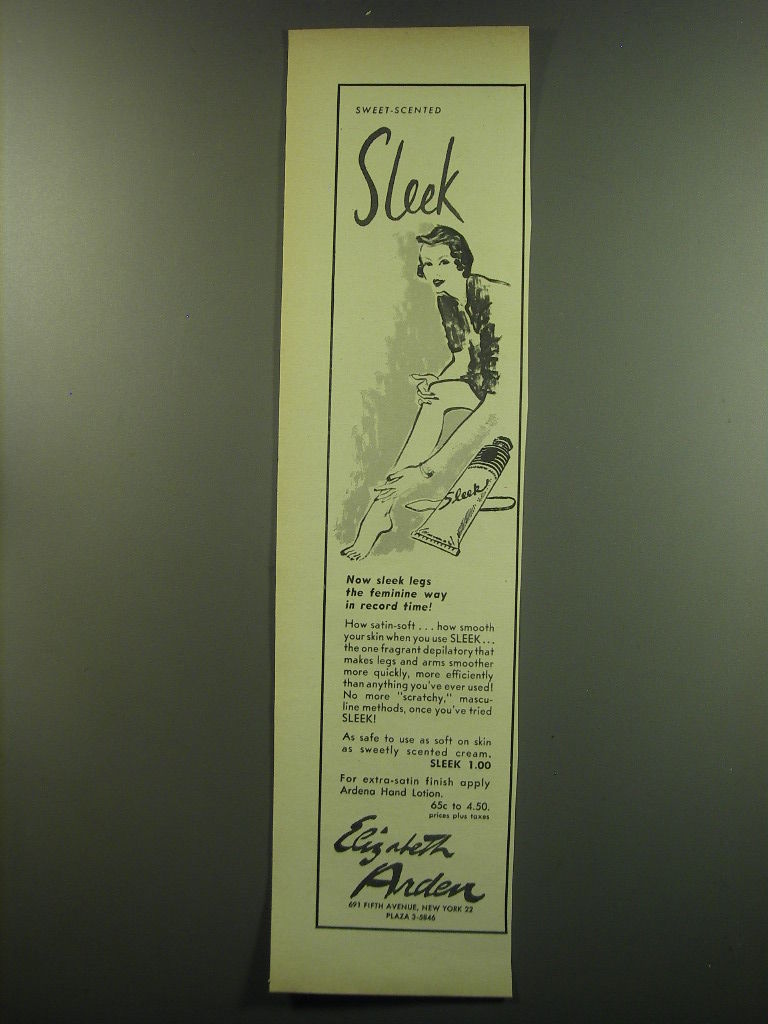 SWEET-SCENTED
Sleek
Sleek
Now sleek legs
the feminine way
in record time!
How satin-soft . . . how smooth
your skin when you use SLEEK...
the one fragrant depilatory that
makes legs and arms smoother
more quickly, more efficiently
than anything you've ever used!
No more "scratchy," mascu-
line methods, once you've tried
SLEEK!
As safe to use as soft on skin
as sweetly scented cream.
SLEEK 1.00
For extra-satin finish apply
Ardena Hand Lotion.
65c to 4.50.
prices plus taxes
Elizabeth
Arden
691 FIFTH AVENUE, NEW YORK 22
PLAZA 3-5846